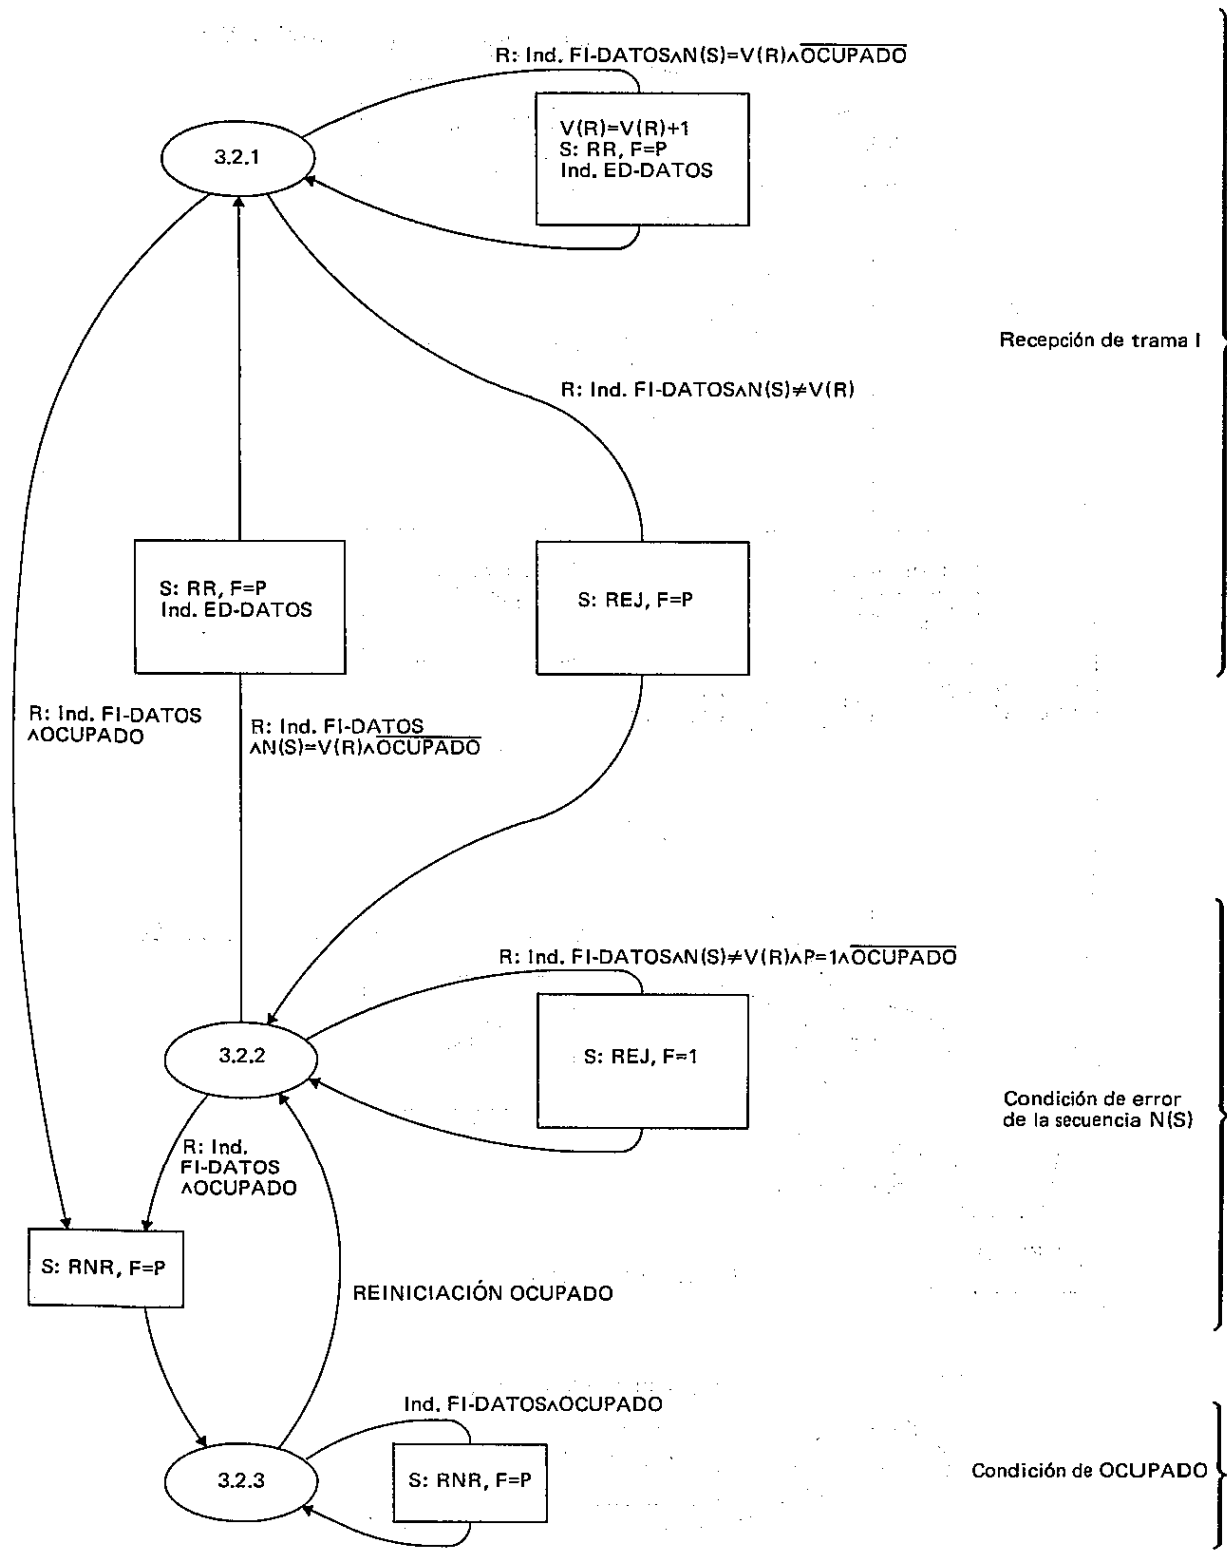 R: Ind. FI-DATOS∧N(S)=V(R)∧O̅C̅U̅P̅A̅D̅O̅
3.2.1
V(R)=V(R)+1
S: RR, F=P
Ind. ED-DATOS
Recepción de trama I
R: Ind. FI-DATOS∧N(S)≠V(R)
S: RR, F=P
Ind. ED-DATOS
S: REJ, F=P
R: Ind. FI-DATOS
∧OCUPADO
R: Ind. FI-DATOS
∧N(S)=V(R)∧O̅C̅U̅P̅A̅D̅O̅
R: Ind. FI-DATOS∧N(S)≠V(R)∧P=1∧O̅C̅U̅P̅A̅D̅O̅
3.2.2
S: REJ, F=1
Condición de error
de la secuencia N(S)
R: Ind.
FI-DATOS
∧OCUPADO
S: RNR, F=P
REINICIACIÓN OCUPADO
Ind. FI-DATOS∧OCUPADO
3.2.3
S: RNR, F=P
Condición de OCUPADO